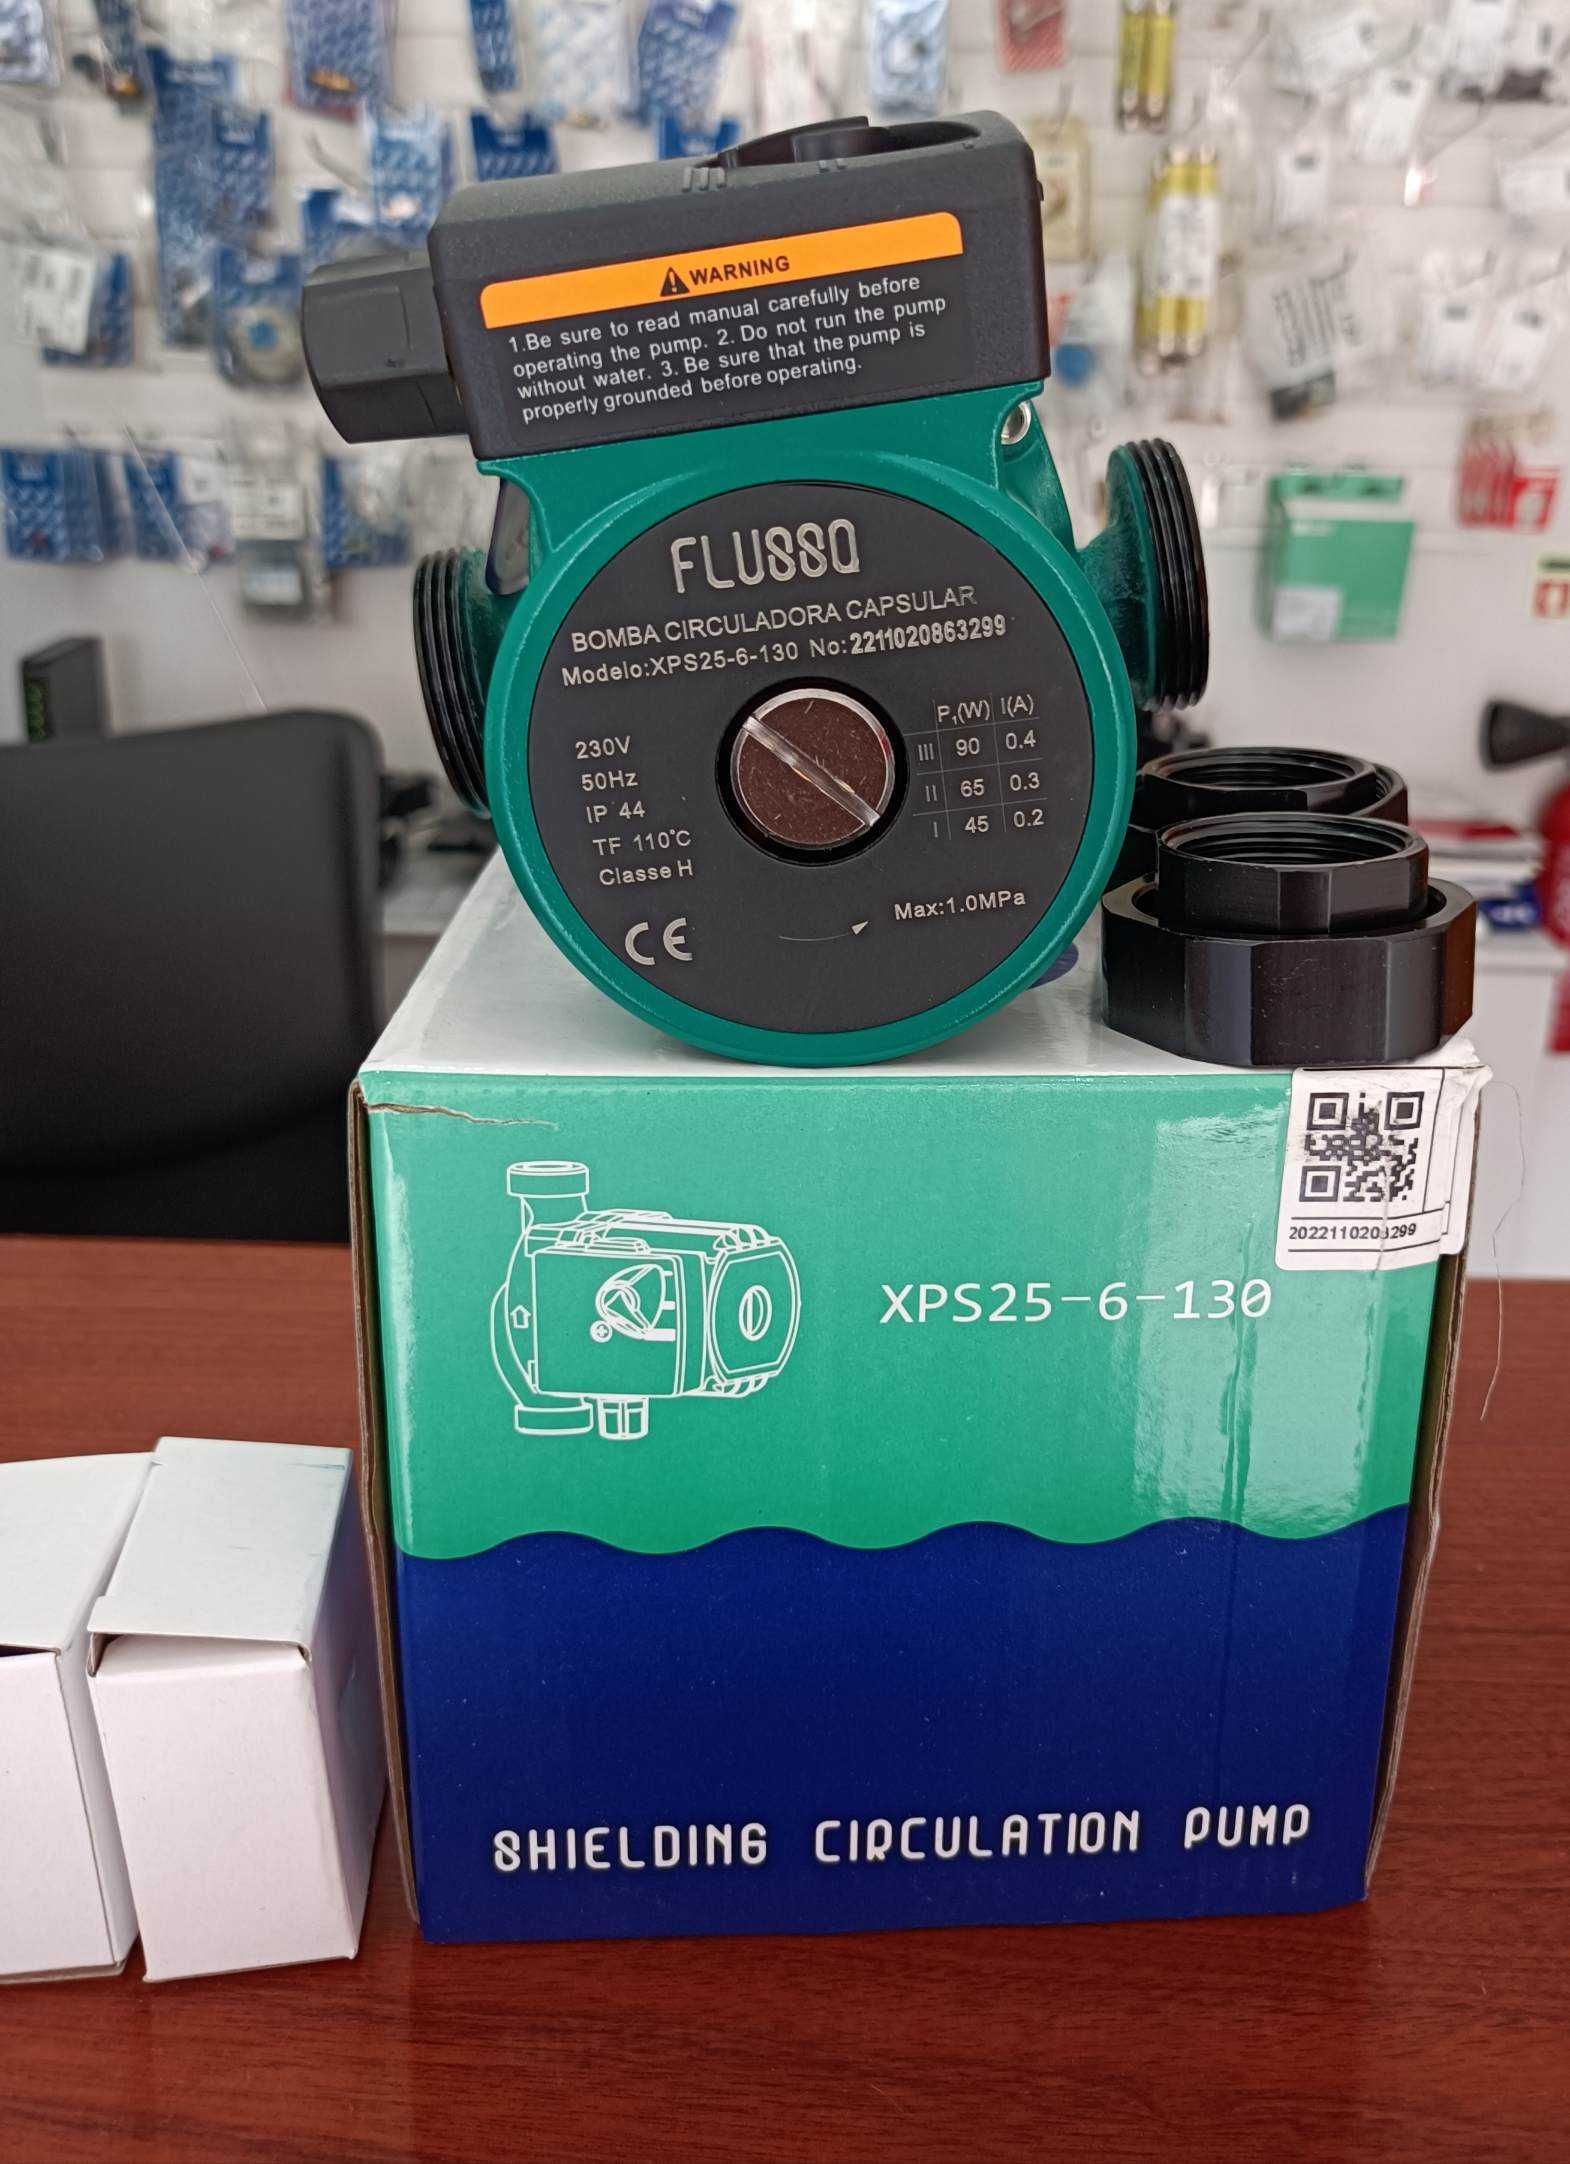 WARNING
1.Be sure to read manual carefully before
operating the pump. 2. Do not run the pump
without water. 3. Be sure that the pump is
properly grounded before operating.
FLUSSO
BOMBA CIRCULADORA CAPSULAR
Modelo:XPS25-6-130 No:2211020863299
230V
50Hz
IP 44
TF 110°C
Classe H
P₁(W) I(A)
III 90 0.4
II 65 0.3
I 45 0.2
CE
Max:1.0MPa
XPS25-6-130
SHIELDING CIRCULATION PUMP